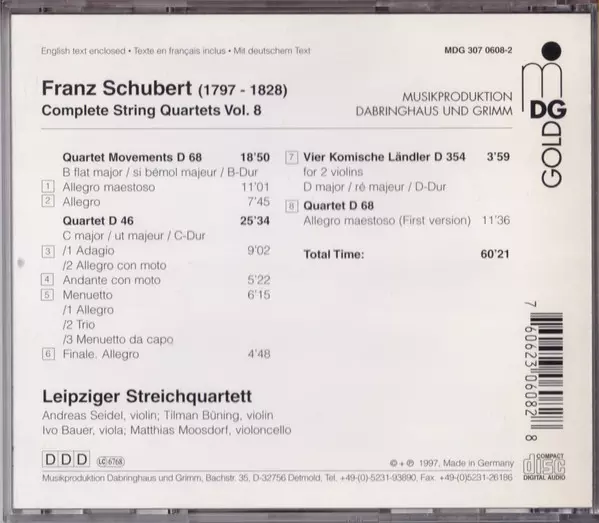 English text enclosed • Texte en français inclus • Mit deutschem Text
MDG 307 0608-2
Franz Schubert (1797 - 1828)
Complete String Quartets Vol. 8
MUSIKPRODUKTION
DABRINGHAUS UND GRIMM
DG
GOLD
Quartet Movements D 68 18'50
B flat major / si bémol majeur / B-Dur
1 Allegro maestoso 11'01
2 Allegro 7'45
Quartet D 46 25'34
C major / ut majeur / C-Dur
3 /1 Adagio 9'02
/2 Allegro con moto
4 Andante con moto 5'22
5 Menuetto 6'15
/1 Allegro
/2 Trio
/3 Menuetto da capo
6 Finale. Allegro 4'48
7 Vier Komische Ländler D 354 3'59
for 2 violins
D major / ré majeur / D-Dur
8 Quartet D 68
Allegro maestoso (First version) 11'36
Total Time: 60'21
7 60623 06082 8
Leipziger Streichquartett
Andreas Seidel, violin; Tilman Büning, violin
Ivo Bauer, viola; Matthias Moosdorf, violoncello
DDD
LC 6768
℗ + © 1997, Made in Germany
COMPACT
disc
DIGITAL AUDIO
Musikproduktion Dabringhaus und Grimm, Bachstr. 35, D-32756 Detmold, Tel. +49-(0)-5231-93890, Fax: +49-(0)5231-26186